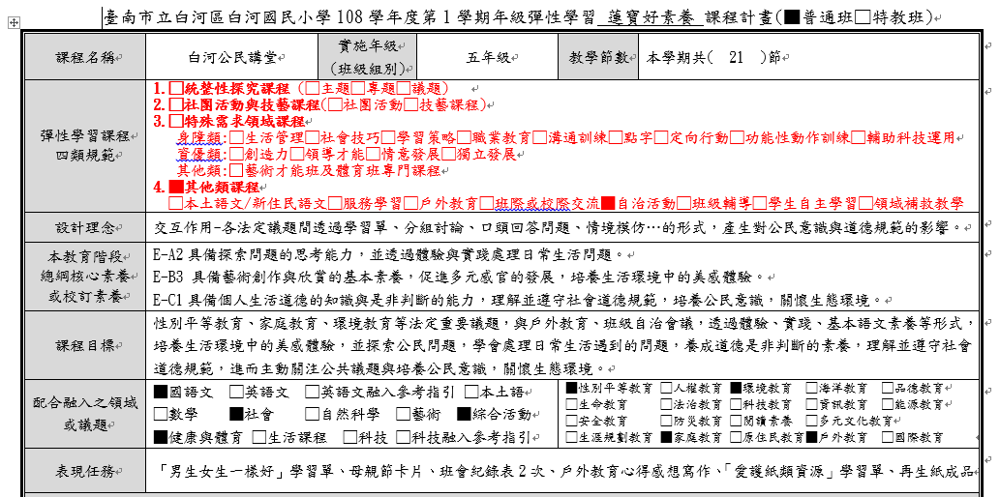 臺南市立白河區白河國民小學 108 學年度第 1 學期年級彈性學習 蓮寶好素養 課程計畫(■普通班□特教班)
課程名稱 白河公民講堂 實施年級 (班級組別) 五年級 教學節數 本學期共( 21 )節
彈性學習課程 四類規範
1. □統整性探究課程 (□主題□專題□議題)
2. □社團活動與技藝課程(□社團活動□技藝課程)
3. □特殊需求領域課程
身障類:□生活管理□社會技巧□學習策略□職業教育□溝通訓練□點字□定向行動□功能性動作訓練□輔助科技運用
資優類:□創造力□領導才能□情意發展□獨立發展
其他類:□藝術才能班及體育班專門課程
4. ■其他類課程
□本土語文/新住民語文□服務學習□戶外教育□班際或校際交流■自治活動□班級輔導□學生自主學習□領域補救教學
設計理念 交互作用-各法定議題間透過學習單、分組討論、口頭回答問題、情境模仿…的形式，產生對公民意識與道德規範的影響。
本教育階段 總綱核心素養 或校訂素養
E-A2 具備探索問題的思考能力，並透過體驗與實踐處理日常生活問題。
E-B3 具備藝術創作與欣賞的基本素養，促進多元感官的發展，培養生活環境中的美感體驗。
E-C1 具備個人生活道德的知識與是非判斷的能力，理解並遵守社會道德規範，培養公民意識，關懷生態環境。
課程目標
性別平等教育、家庭教育、環境教育等法定重要議題，與戶外教育、班級自治會議，透過體驗、實踐、基本語文素養等形式，
培養生活環境中的美感體驗，並探索公民問題，學會處理日常生活遇到的問題，養成道德是非判斷的素養，理解並遵守社會
道德規範，進而主動關注公共議題與培養公民意識，關懷生態環境。
配合融入之領域 或議題
■國語文 □英語文 □英語文融入參考指引 □本土語
□數學 ■社會 □自然科學 □藝術 ■綜合活動
■健康與體育 □生活課程 □科技 □科技融入參考指引
■性別平等教育 □人權教育 ■環境教育 □海洋教育 □品德教育
□生命教育 □法治教育 □科技教育 □資訊教育 □能源教育
□安全教育 □防災教育 □閱讀素養 □多元文化教育
□生涯規劃教育 ■家庭教育 □原住民教育■戶外教育 □國際教育
表現任務 「男生女生一樣好」學習單、母親節卡片、班會紀錄表 2 次、戶外教育心得感想寫作、「愛護紙類資源」學習單、再生紙成品